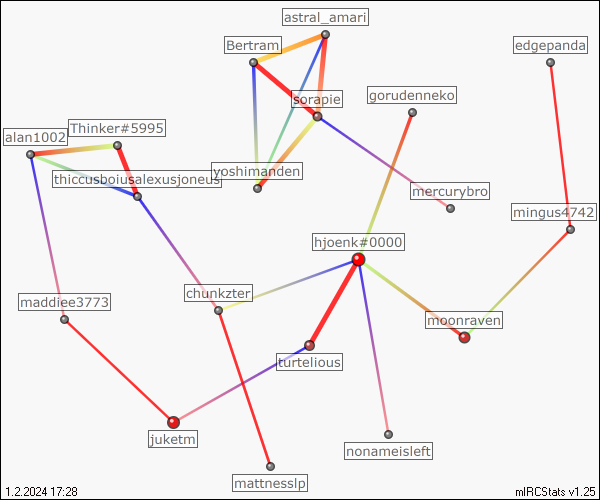 astral_amari
Bertram
edgepanda
sorapie
gorudenneko
Thinker#5995
alan1002
yoshimanden
thiccusboiusalexusjoneus
mercurybro
mingus4742
hjoenk#0000
chunkzter
maddiee3773
moonraven
turtelious
juketm
nonameisleft
mattnesslp
1.2.2024 17:28
mIRCStats v1.25